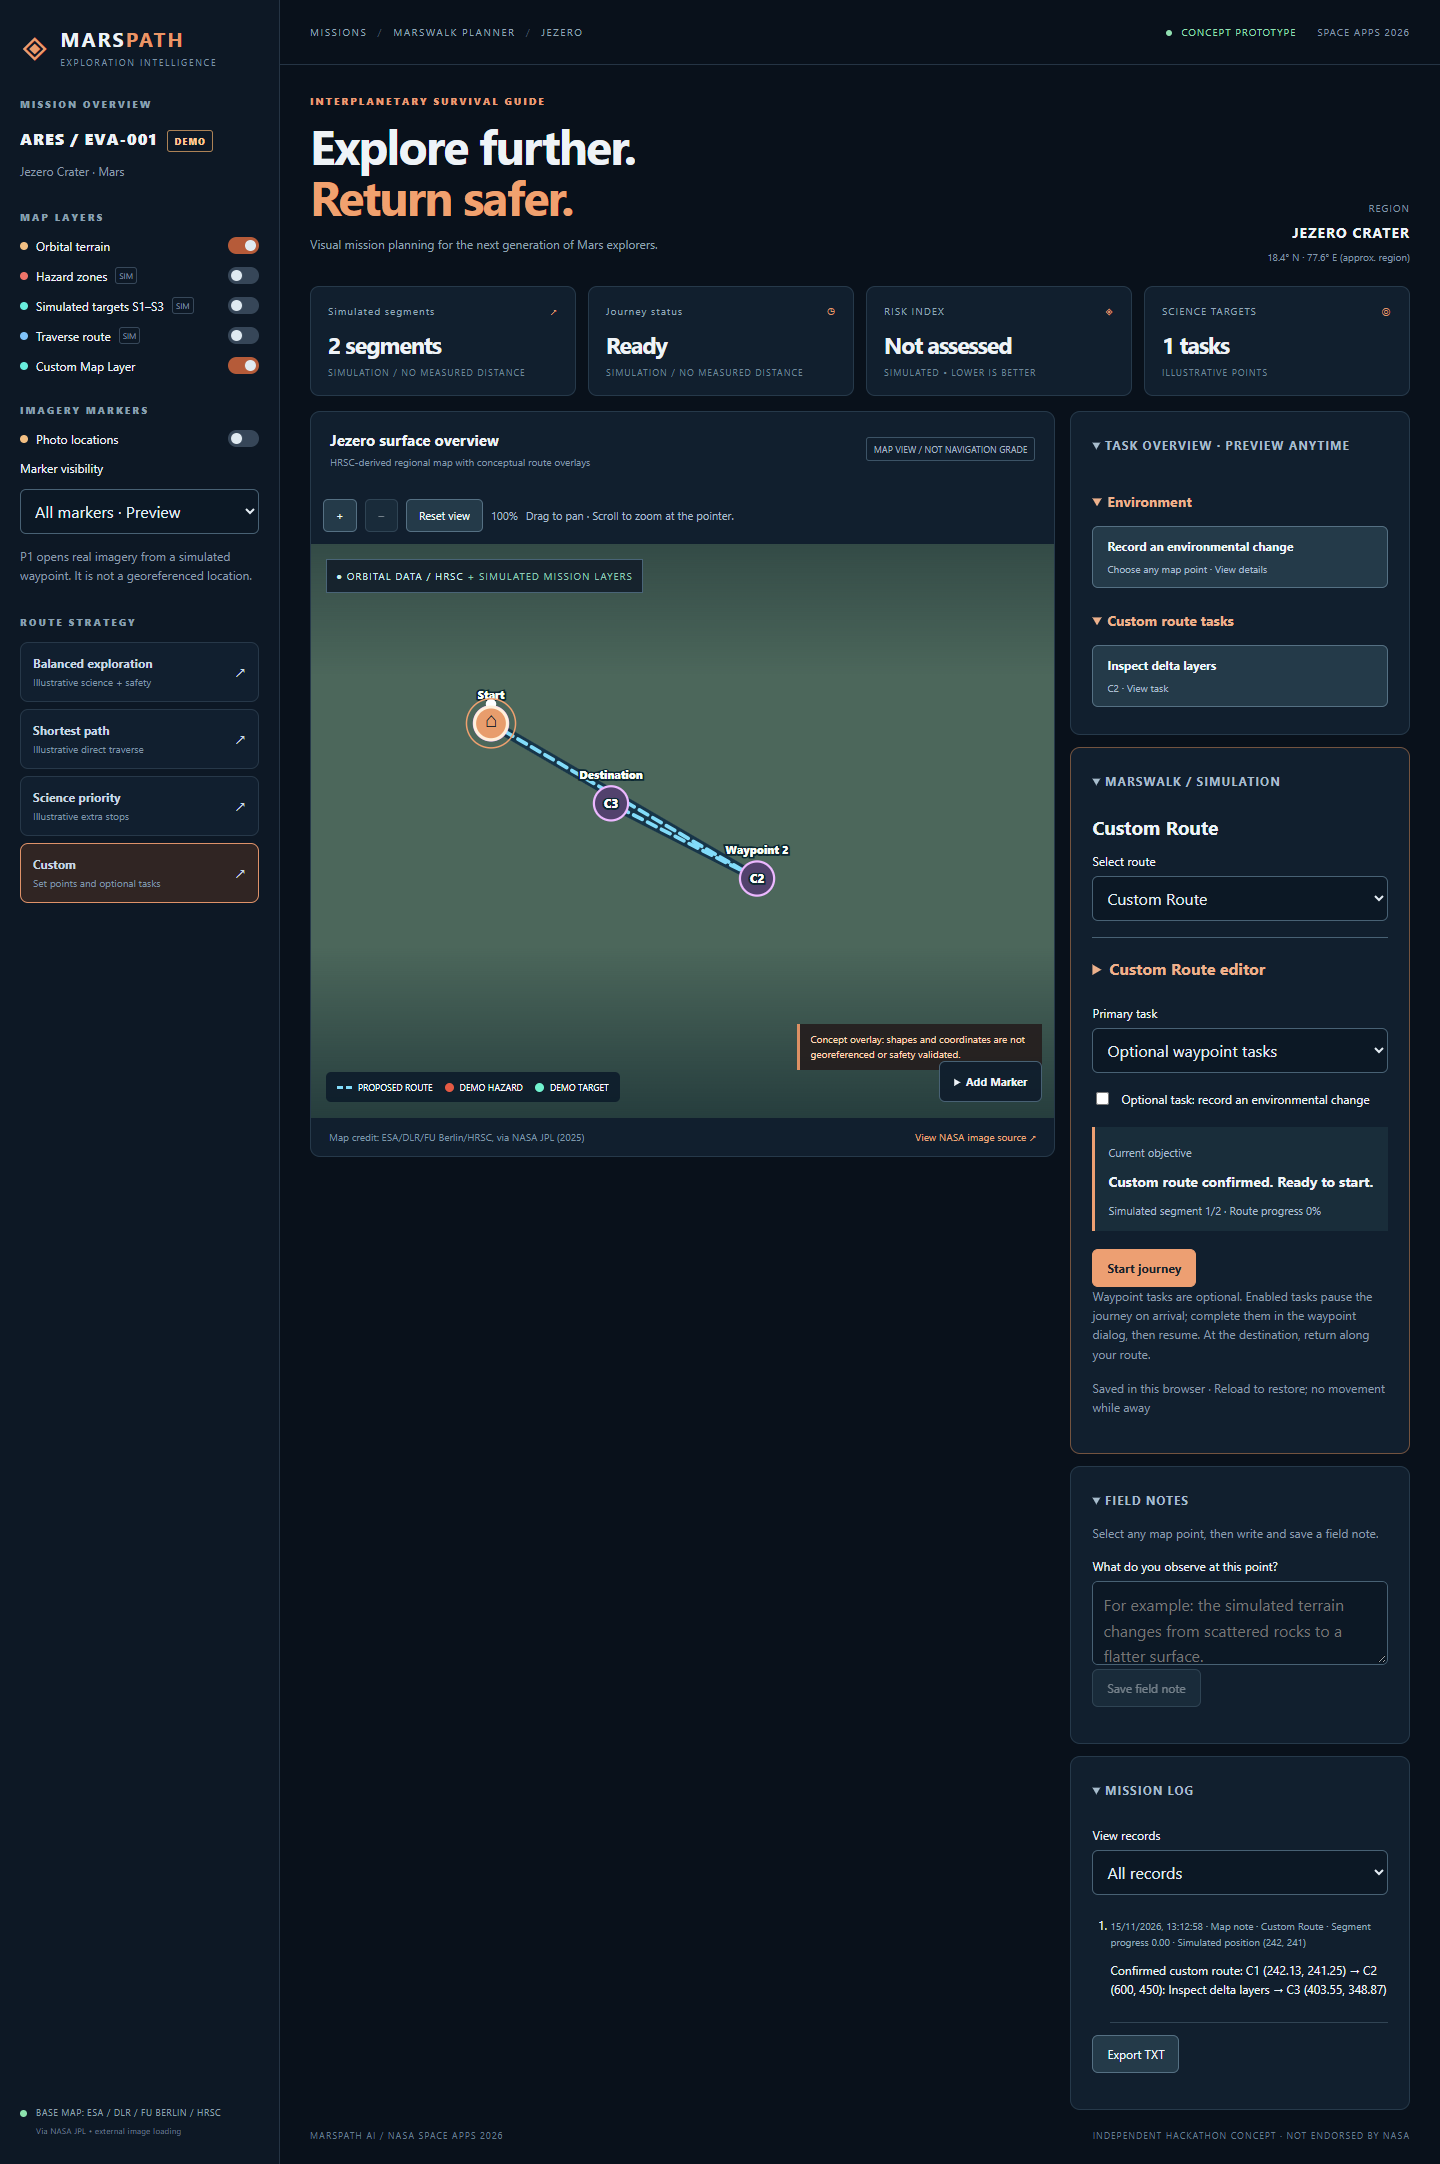 MARSPATH
EXPLORATION INTELLIGENCE
MISSION OVERVIEW
ARES / EVA-001 DEMO
Jezero Crater · Mars
MAP LAYERS
Orbital terrain
Hazard zones SIM
Simulated targets S1–S3 SIM
Traverse route SIM
Custom Map Layer
IMAGERY MARKERS
Photo locations
Marker visibility
All markers · Preview
P1 opens real imagery from a simulated
waypoint. It is not a georeferenced location.
ROUTE STRATEGY
Balanced exploration
Illustrative science + safety
Shortest path
Illustrative direct traverse
Science priority
Illustrative extra stops
Custom
Set points and optional tasks
BASE MAP: ESA / DLR / FU BERLIN / HRSC
Via NASA JPL • external image loading
MISSIONS / MARSWALK PLANNER / JEZERO
CONCEPT PROTOTYPE SPACE APPS 2026
INTERPLANETARY SURVIVAL GUIDE
Explore further.
Return safer.
Visual mission planning for the next generation of Mars explorers.
REGION
JEZERO CRATER
18.4° N · 77.6° E (approx. region)
Simulated segments
2 segments
SIMULATION / NO MEASURED DISTANCE
Journey status
Ready
SIMULATION / NO MEASURED DISTANCE
RISK INDEX
Not assessed
SIMULATED • LOWER IS BETTER
SCIENCE TARGETS
1 tasks
ILLUSTRATIVE POINTS
Jezero surface overview
HRSC-derived regional map with conceptual route overlays
MAP VIEW / NOT NAVIGATION GRADE
+ − Reset view 100% Drag to pan · Scroll to zoom at the pointer.
● ORBITAL DATA / HRSC + SIMULATED MISSION LAYERS
Start
Destination
C3
Waypoint 2
C2
Concept overlay: shapes and coordinates are not
georeferenced or safety validated.
Add Marker
PROPOSED ROUTE DEMO HAZARD DEMO TARGET
Map credit: ESA/DLR/FU Berlin/HRSC, via NASA JPL (2025)
View NASA image source ↗
TASK OVERVIEW · PREVIEW ANYTIME
Environment
Record an environmental change
Choose any map point · View details
Custom route tasks
Inspect delta layers
C2 · View task
MARSWALK / SIMULATION
Custom Route
Select route
Custom Route
Custom Route editor
Primary task
Optional waypoint tasks
Optional task: record an environmental change
Current objective
Custom route confirmed. Ready to start.
Simulated segment 1/2 · Route progress 0%
Start journey
Waypoint tasks are optional. Enabled tasks pause the
journey on arrival; complete them in the waypoint
dialog, then resume. At the destination, return along
your route.
Saved in this browser · Reload to restore; no movement
while away
FIELD NOTES
Select any map point, then write and save a field note.
What do you observe at this point?
For example: the simulated terrain
changes from scattered rocks to a
flatter surface.
Save field note
MISSION LOG
View records
All records
1. 15/11/2026, 13:12:58 · Map note · Custom Route · Segment
progress 0.00 · Simulated position (242, 241)
Confirmed custom route: C1 (242.13, 241.25) → C2
(600, 450): Inspect delta layers → C3 (403.55, 348.87)
Export TXT
MARSPATH AI / NASA SPACE APPS 2026
INDEPENDENT HACKATHON CONCEPT · NOT ENDORSED BY NASA